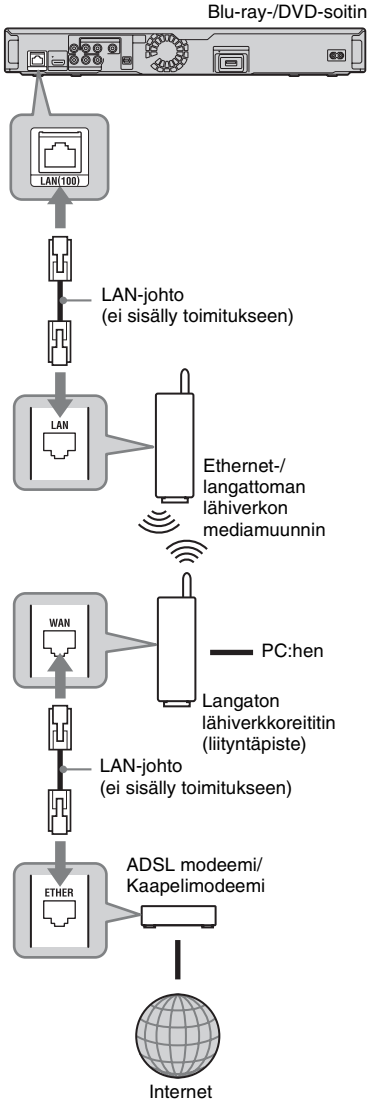 Blu-ray-/DVD-soitin
LAN(100)
LAN-johto
(ei sisälly toimitukseen)
LAN
Ethernet-/
langattoman
lähiverkon
mediamuunnin
WAN
PC:hen
Langaton
lähiverkkoreititin
(liityntäpiste)
LAN-johto
(ei sisälly toimitukseen)
ADSL modeemi/
Kaapelimodeemi
ETHER
Internet